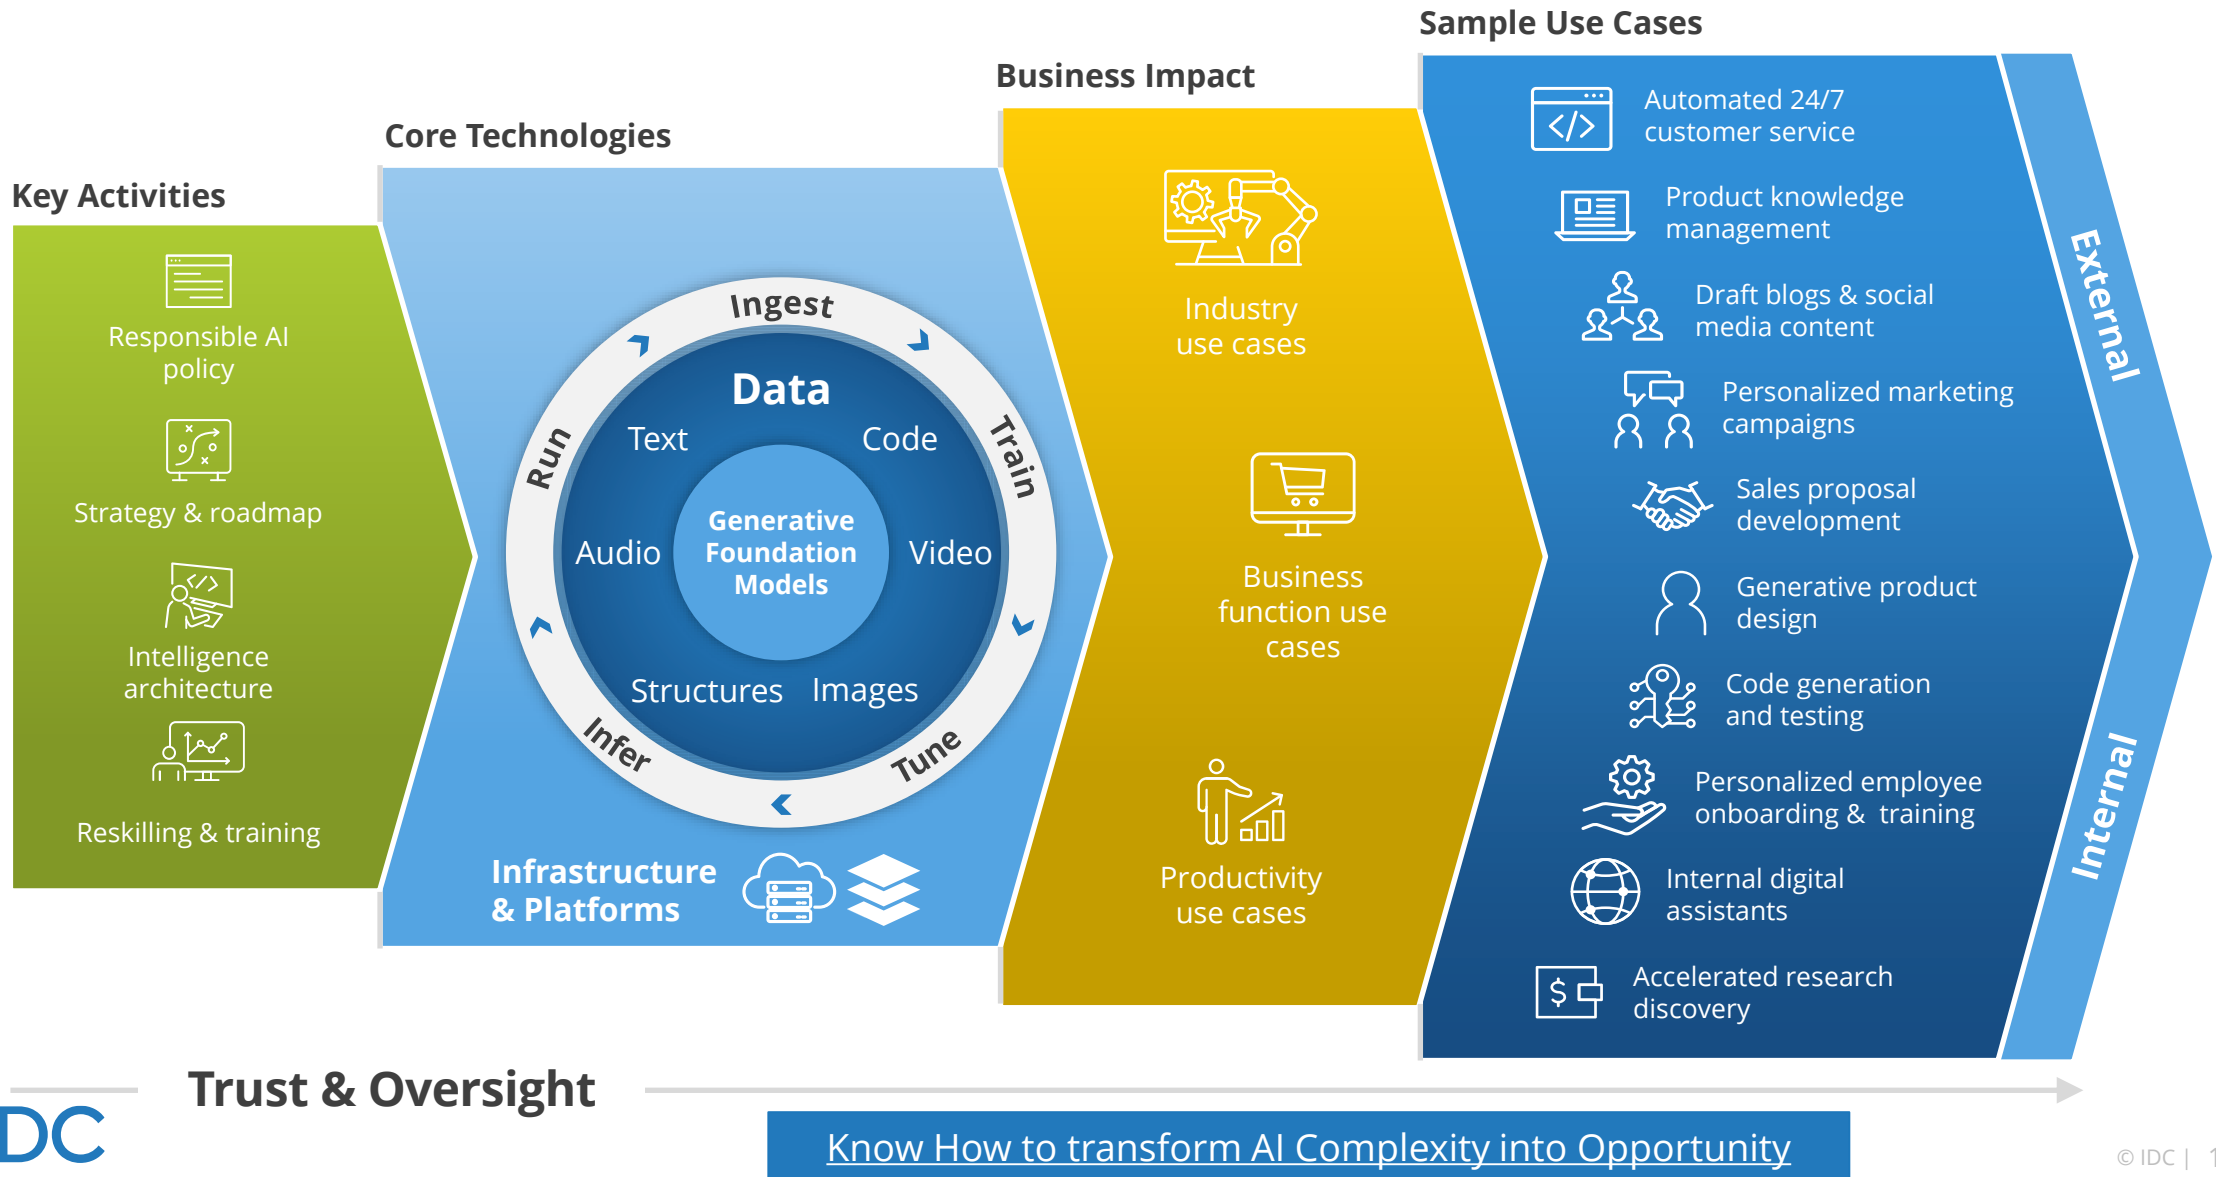 Sample Use Cases
Business Impact
Core Technologies
Key Activities
Responsible AI
policy
Strategy & roadmap
Intelligence
architecture
Reskilling & training
Ingest
Train
Tune
Infer
Run
Data
Text
Code
Audio
Video
Structures
Images
Generative
Foundation
Models
Infrastructure
& Platforms
Industry
use cases
Business
function use
cases
Productivity
use cases
Automated 24/7
customer service
Product knowledge
management
Draft blogs & social
media content
Personalized marketing
campaigns
Sales proposal
development
Generative product
design
Code generation
and testing
Personalized employee
onboarding & training
Internal digital
assistants
$
Accelerated research
discovery
External
Internal
Trust & Oversight
DC
Know How to transform AI Complexity into Opportunity
© IDC | 1